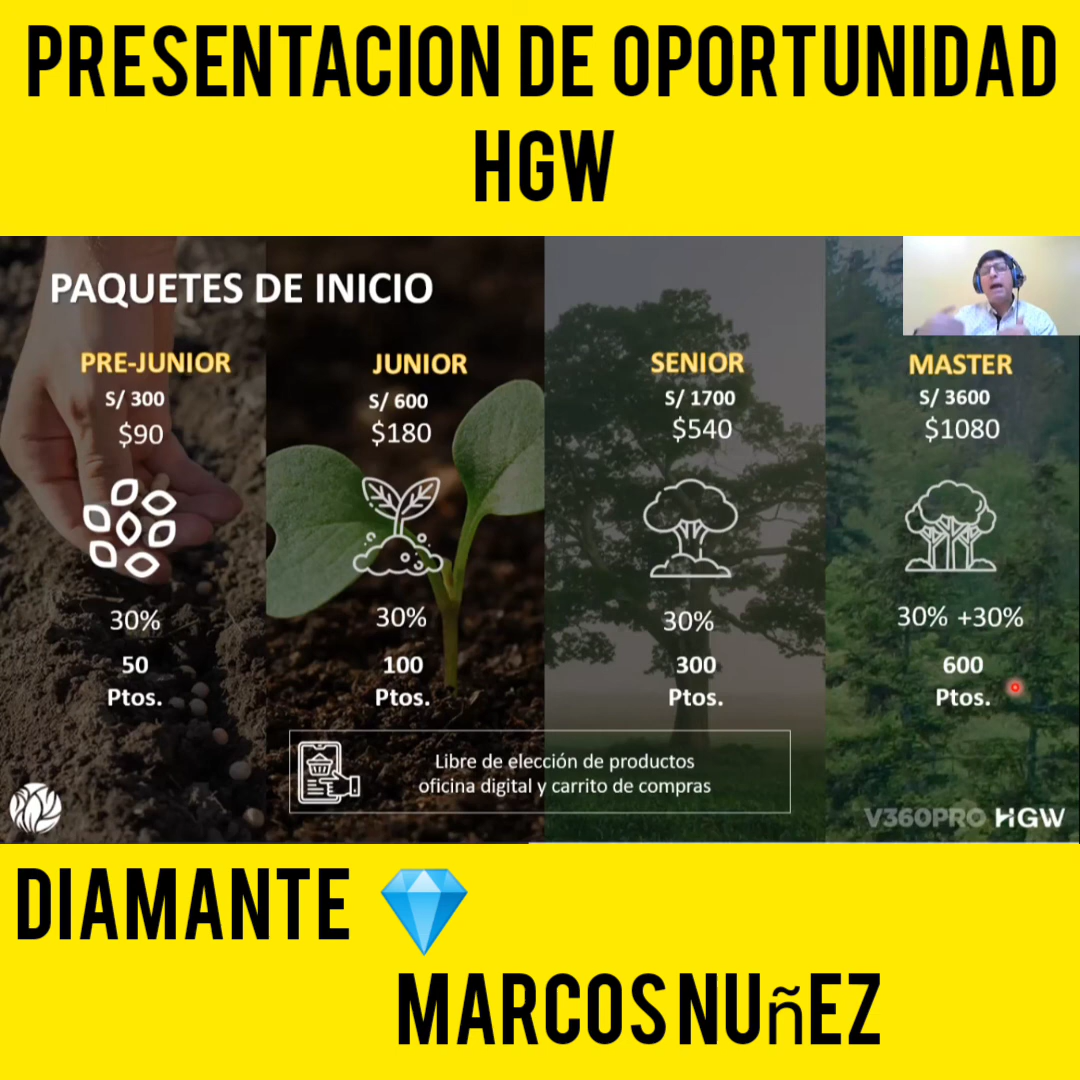 PRESENTACION DE OPORTUNIDAD
HGW
PAQUETES DE INICIO
PRE-JUNIOR
S/ 300
$90
30%
50
Ptos.
JUNIOR
S/ 600
$180
30%
100
Ptos.
SENIOR
S/ 1700
$540
30%
300
Ptos.
MASTER
S/ 3600
$1080
30% +30%
600
Ptos.
Libre de elección de productos
oficina digital y carrito de compras
V360PRO HGW
DIAMANTE 💎
MARCOS NUñEZ